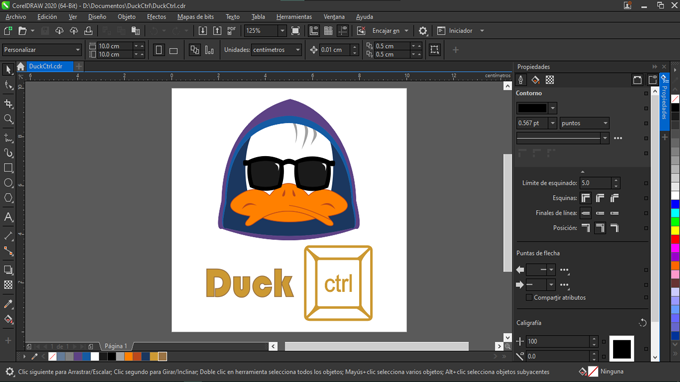 CorelDRAW 2020 (64-Bit) - D:\Documentos\DuckCtrl\DuckCtrl.cdr
Archivo Edición Ver Diseño Objeto Efectos Mapas de bits Texto Tabla Herramientas Ventana Ayuda
PDF 125% Encajar en Iniciador
Personalizar 10.0 cm 10.0 cm Unidades: centímetros 0.01 cm 0.5 cm 0.5 cm
DuckCtrl.cdr
centímetros
Duck ctrl
Página 1
Propiedades
Contorno
0.567 pt puntos
Límite de esquinado: 5.0
Esquinas:
Finales de línea:
Posición:
Puntas de flecha
Compartir atributos
Caligrafía
100
0.0
Propiedades
Clic siguiente para Arrastrar/Escalar; Clic segundo para Girar/Inclinar; Doble clic en herramienta selecciona todos los objetos; Mayús+clic selecciona varios objetos; Alt+clic selecciona objetos subyacentes
Ninguna